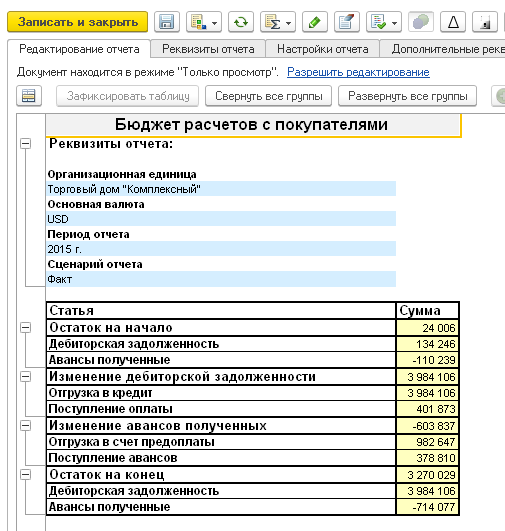 Записать и закрыть
Редактирование отчета Реквизиты отчета Настройки отчета Дополнительные рекв
Документ находится в режиме "Только просмотр". Разрешить редактирование
Зафиксировать таблицу Свернуть все группы Развернуть все группы
Бюджет расчетов с покупателями
Реквизиты отчета:
Организационная единица
Торговый дом "Комплексный"
Основная валюта
USD
Период отчета
2015 г.
Сценарий отчета
Факт
Статья Сумма
Остаток на начало 24 006
Дебиторская задолженность 134 246
Авансы полученные -110 239
Изменение дебиторской задолженности 3 984 106
Отгрузка в кредит 3 984 106
Поступление оплаты 401 873
Изменение авансов полученных -603 837
Отгрузка в счет предоплаты 982 647
Поступление авансов 378 810
Остаток на конец 3 270 029
Дебиторская задолженность 3 984 106
Авансы полученные -714 077